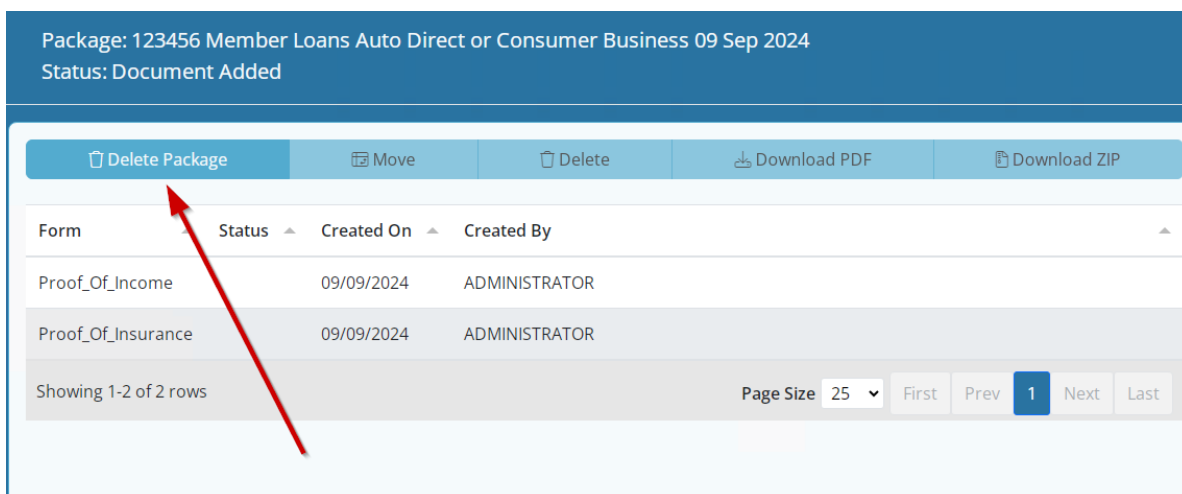 Package: 123456 Member Loans Auto Direct or Consumer Business 09 Sep 2024
Status: Document Added
Delete Package Move Delete Download PDF Download ZIP
Form Status Created On Created By
Proof_Of_Income 09/09/2024 ADMINISTRATOR
Proof_Of_Insurance 09/09/2024 ADMINISTRATOR
Showing 1-2 of 2 rows Page Size 25 First Prev 1 Next Last